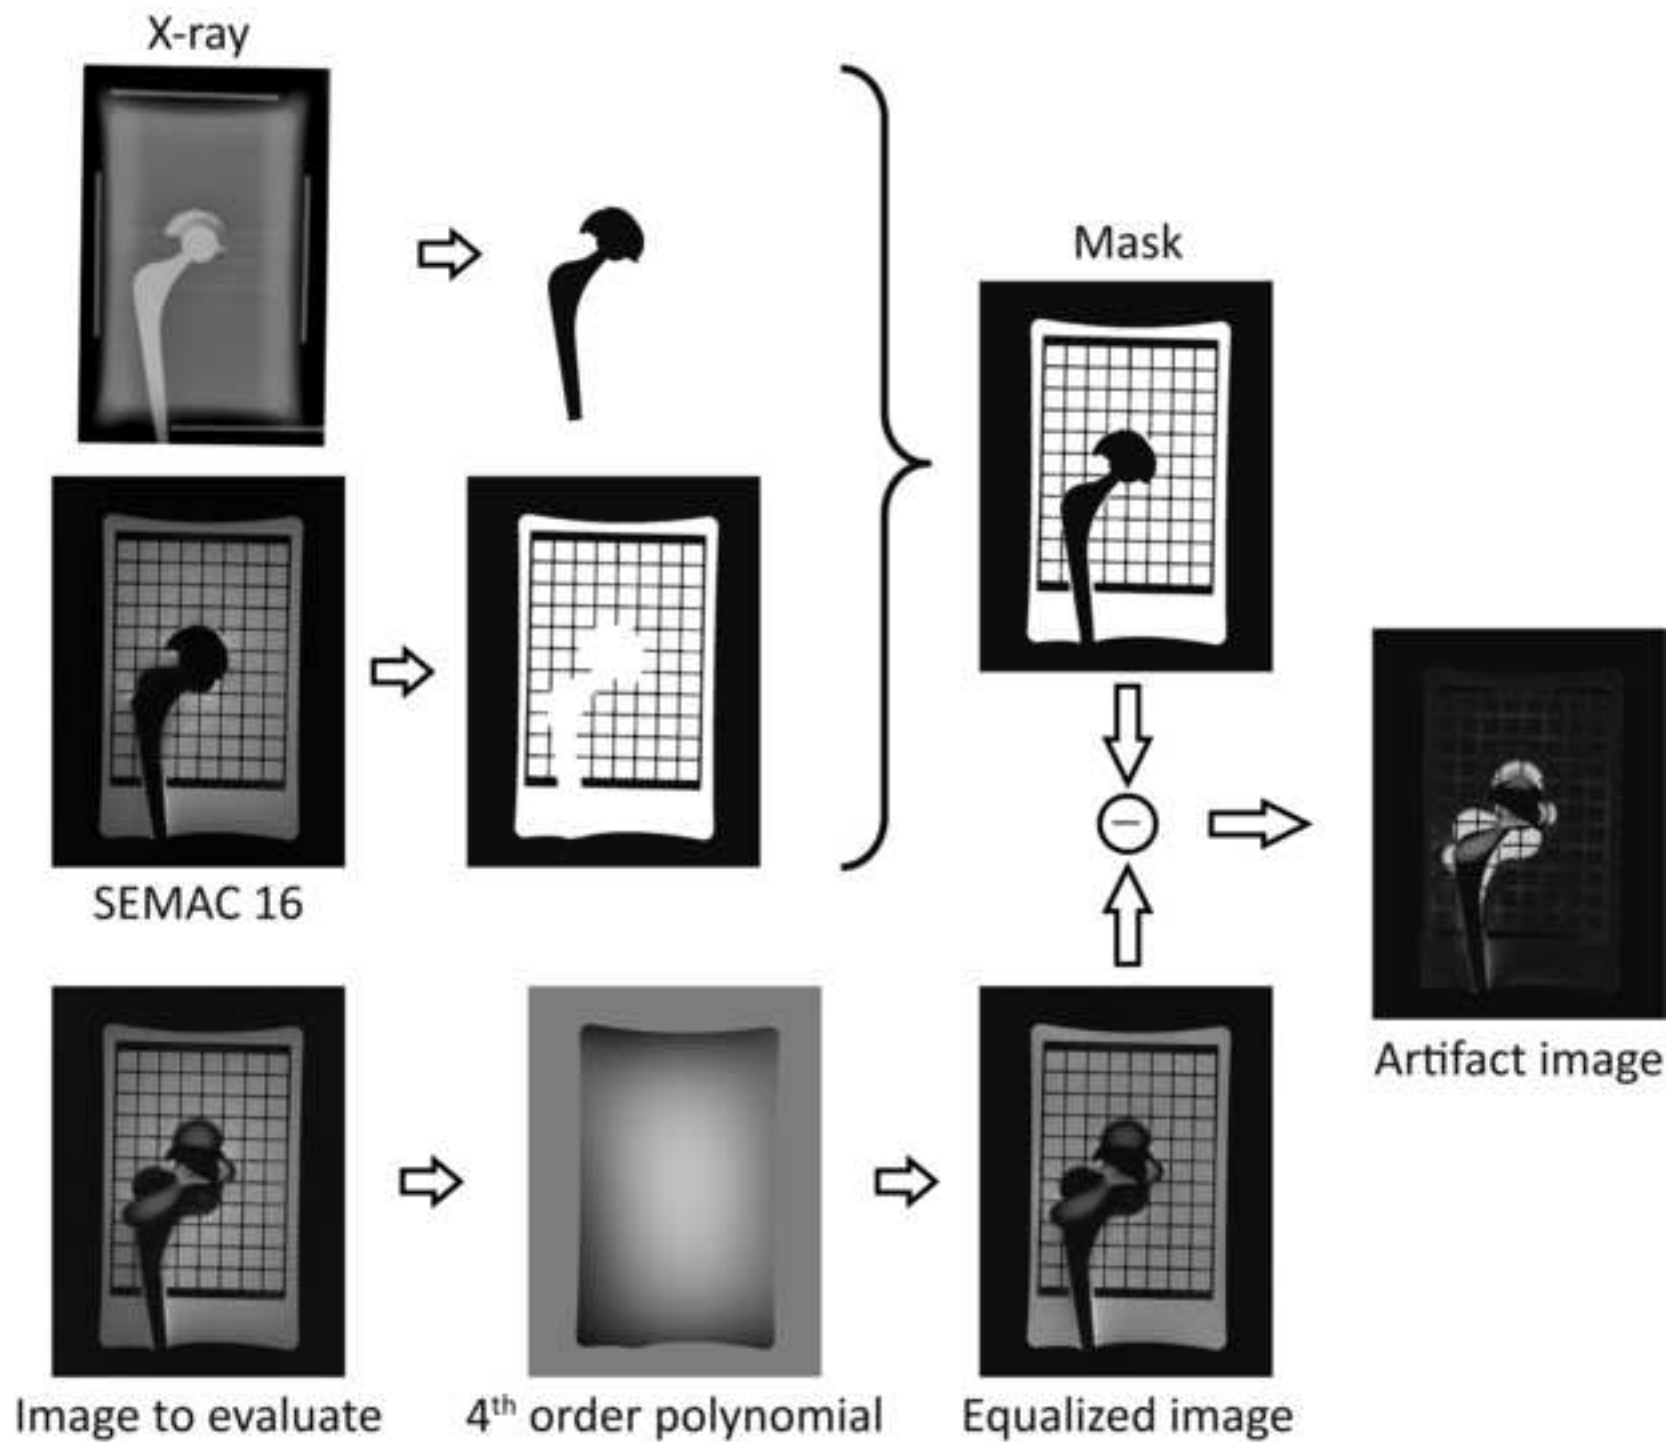 X-ray
Mask
SEMAC 16
Artifact image
Image to evaluate
4th order polynomial
Equalized image